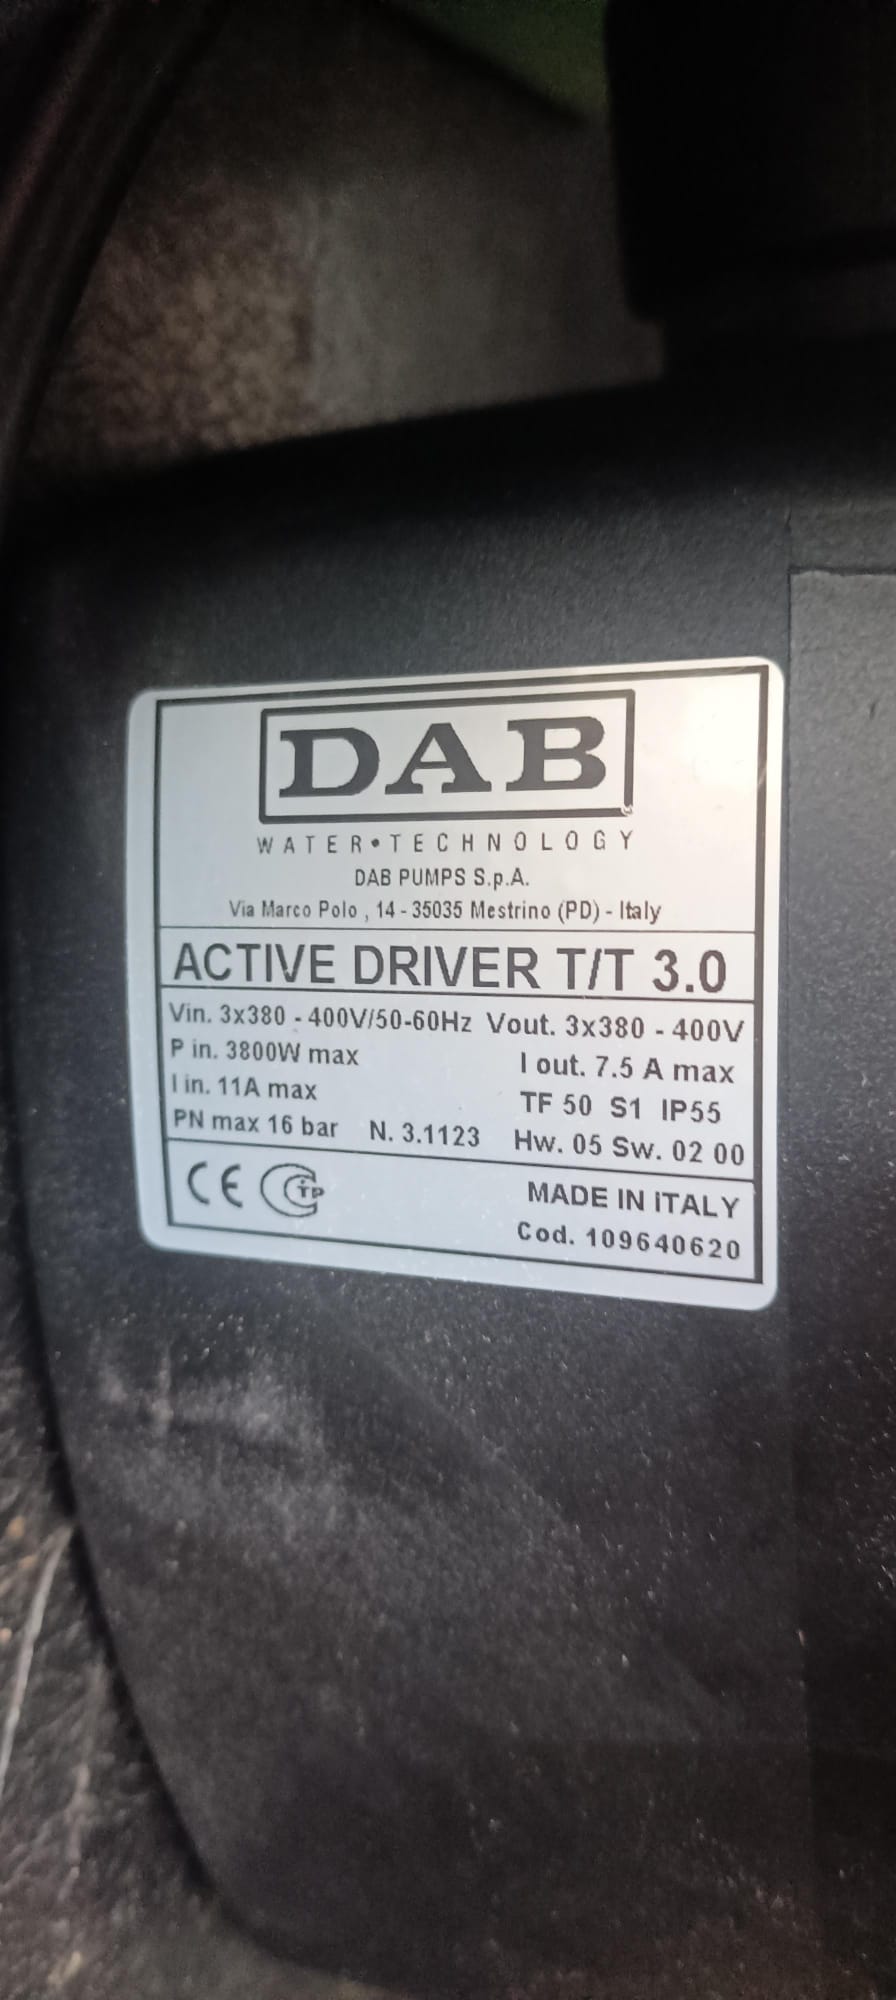 DAB
WATER•TECHNOLOGY
DAB PUMPS S.p.A.
Via Marco Polo , 14 - 35035 Mestrino (PD) - Italy
ACTIVE DRIVER T/T 3.0
Vin. 3x380 - 400V/50-60Hz Vout. 3x380 - 400V
P in. 3800W max I out. 7.5 A max
I in. 11A max TF 50 S1 IP55
PN max 16 bar N. 3.1123 Hw. 05 Sw. 02 00
CE CTP MADE IN iTALY
Cod. 109640620